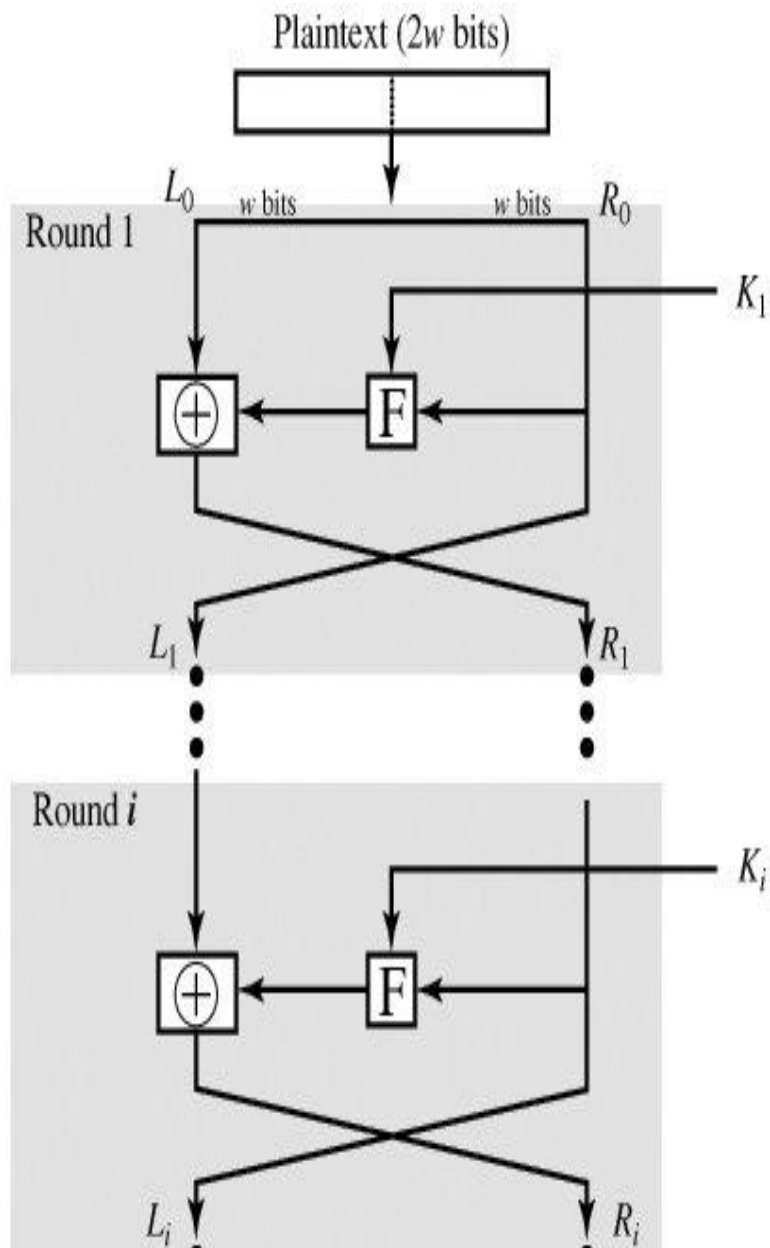 Plaintext (2w bits)
L0 w bits w bits R0
Round 1
K1
+ F
L1 R1
Round i
Ki
+ F
Li Ri